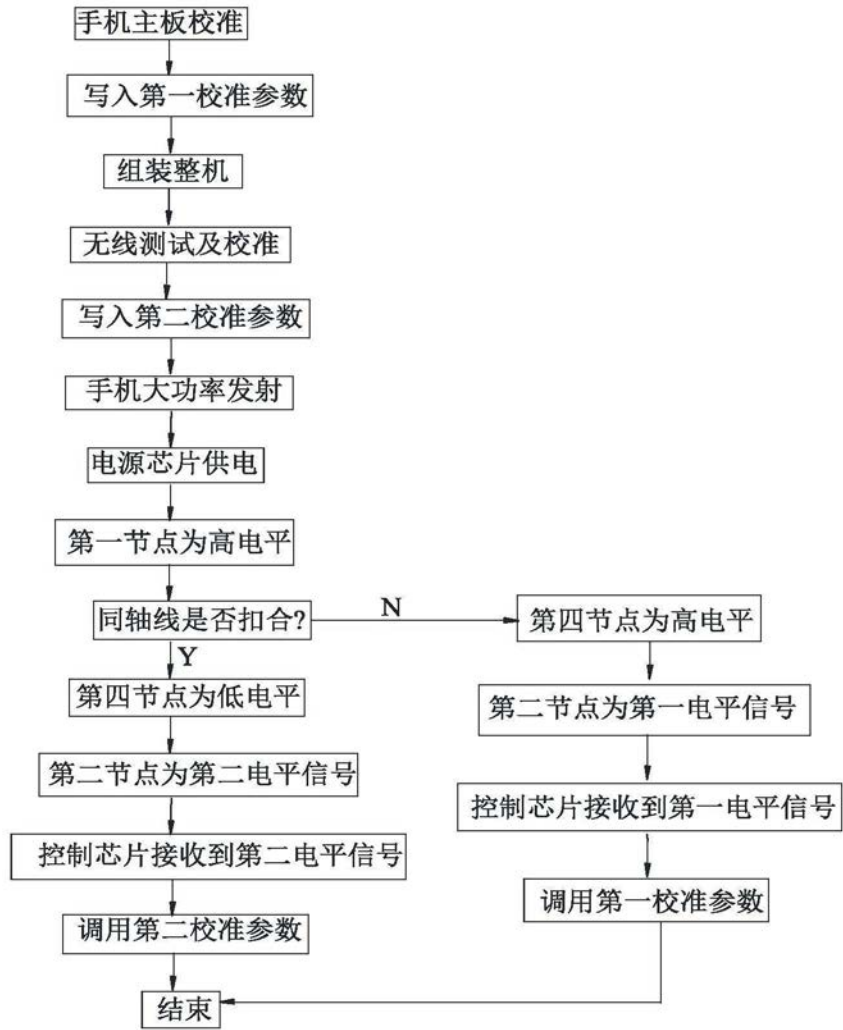 手机主板校准
写入第一校准参数
组装整机
无线测试及校准
写入第二校准参数
手机大功率发射
电源芯片供电
第一节点为高电平
同轴线是否扣合?
N
第四节点为高电平
Y
第四节点为低电平
第二节点为第一电平信号
第二节点为第二电平信号
控制芯片接收到第一电平信号
控制芯片接收到第二电平信号
调用第一校准参数
调用第二校准参数
结束